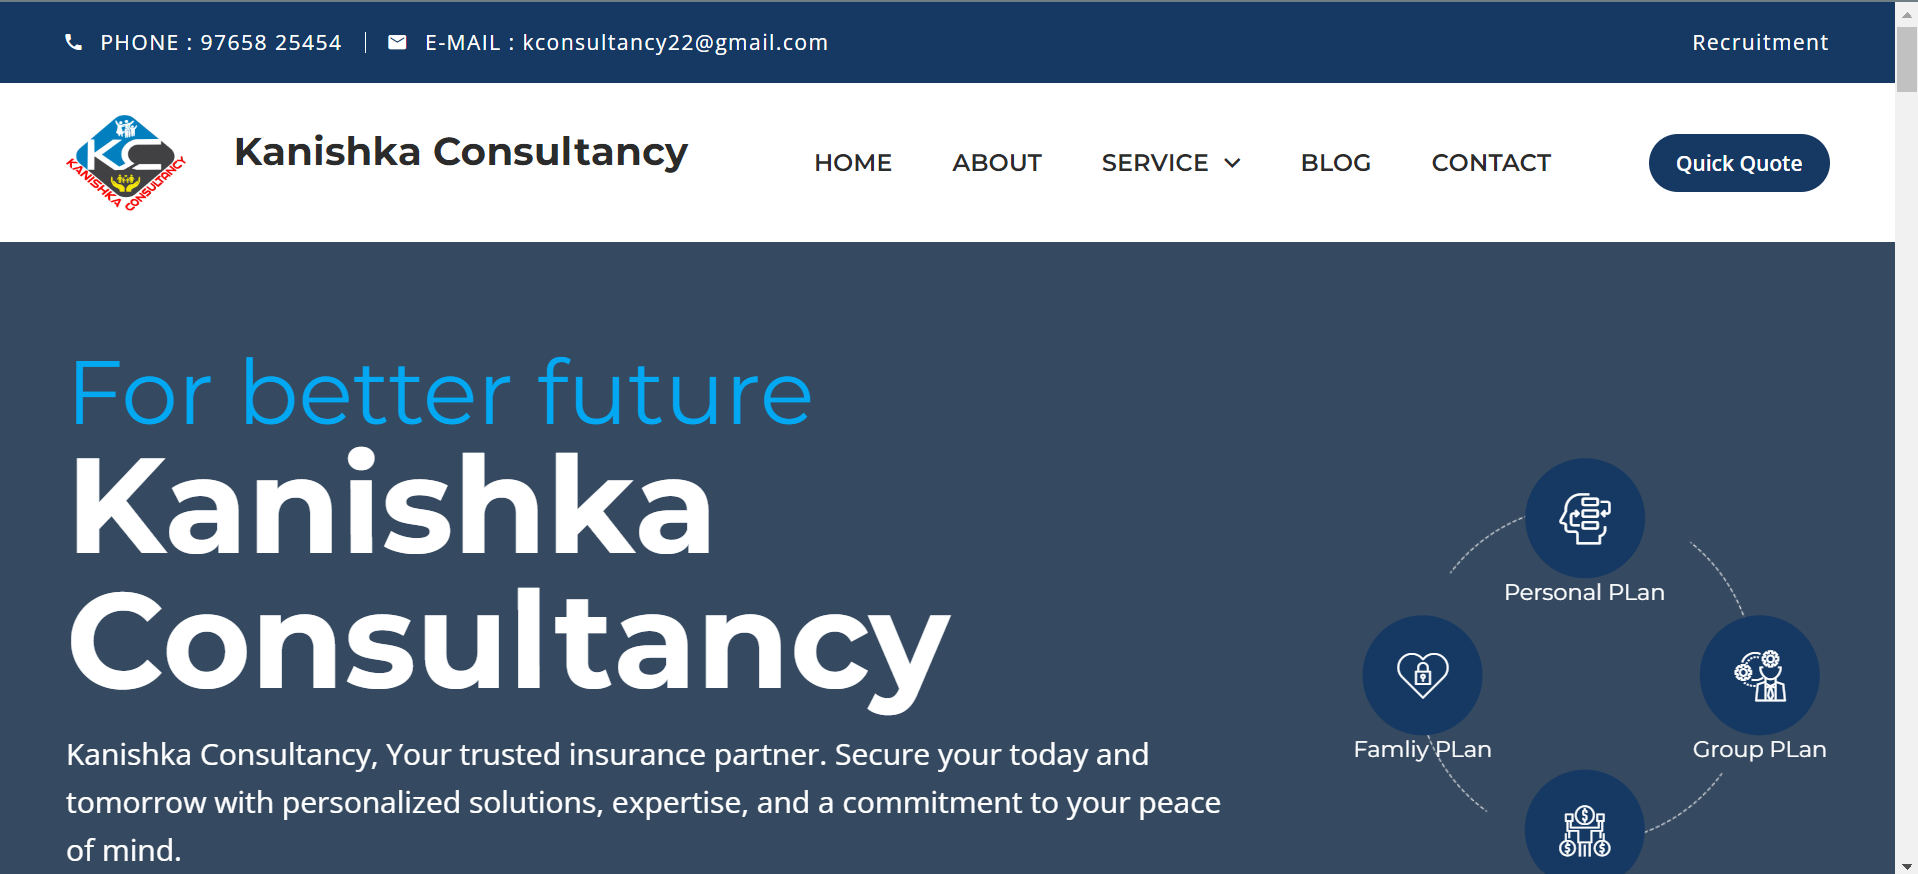 PHONE : 97658 25454
E-MAIL : kconsultancy22@gmail.com
Recruitment
KC
KANISHKA CONSULTANCY
Kanishka Consultancy
HOME
ABOUT
SERVICE
BLOG
CONTACT
Quick Quote
For better future
Kanishka
Consultancy
Kanishka Consultancy, Your trusted insurance partner. Secure your today and
tomorrow with personalized solutions, expertise, and a commitment to your peace
of mind.
Personal PLan
Famliy PLan
Group PLan